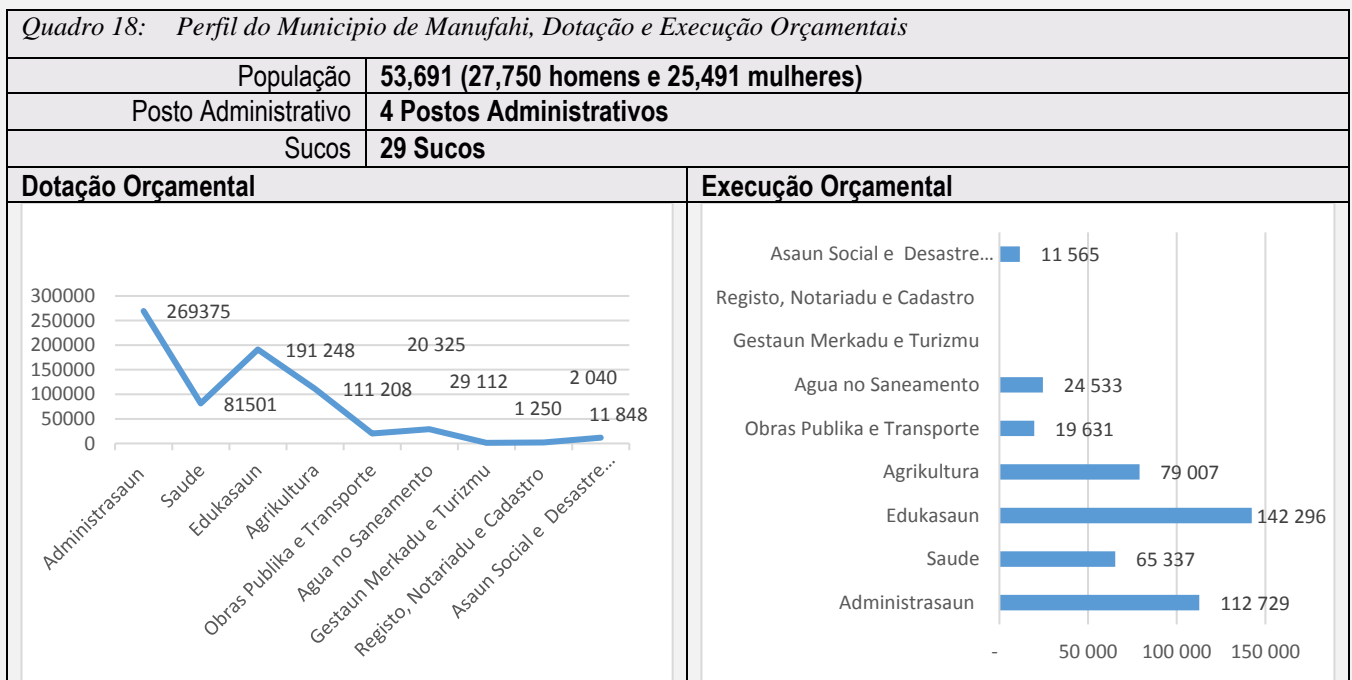 Quadro 18: Perfil do Municipio de Manufahi, Dotação e Execução Orçamentais
População 53,691 (27,750 homens e 25,491 mulheres)
Posto Administrativo 4 Postos Administrativos
Sucos 29 Sucos
Dotação Orçamental
300000
250000
200000
150000
100000
50000
0
269375
81501
191 248
111 208
20 325
29 112
1 250
2 040
11 848
Administrasaun
Saude
Edukasaun
Agrikultura
Obras Publika e Transporte
Agua no Saneamento
Gestaun Merkadu e Turizmu
Registo, Notariadu e Cadastro
Asaun Social e Desastre...
Execução Orçamental
Asaun Social e Desastre... 11 565
Registo, Notariadu e Cadastro
Gestaun Merkadu e Turizmu
Agua no Saneamento 24 533
Obras Publika e Transporte 19 631
Agrikultura 79 007
Edukasaun 142 296
Saude 65 337
Administrasaun 112 729
- 50 000 100 000 150 000